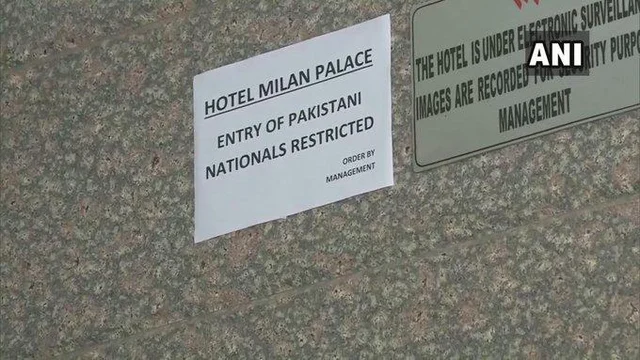 HOTEL MILAN PALACE
ENTRY OF PAKISTANI
NATIONALS RESTRICTED
ORDER BY
MANAGEMENT
THE HOTEL IS UNDER ELECTRONIC
IMAGES ARE RECORDED FOR
MANAGEMENT
ANI